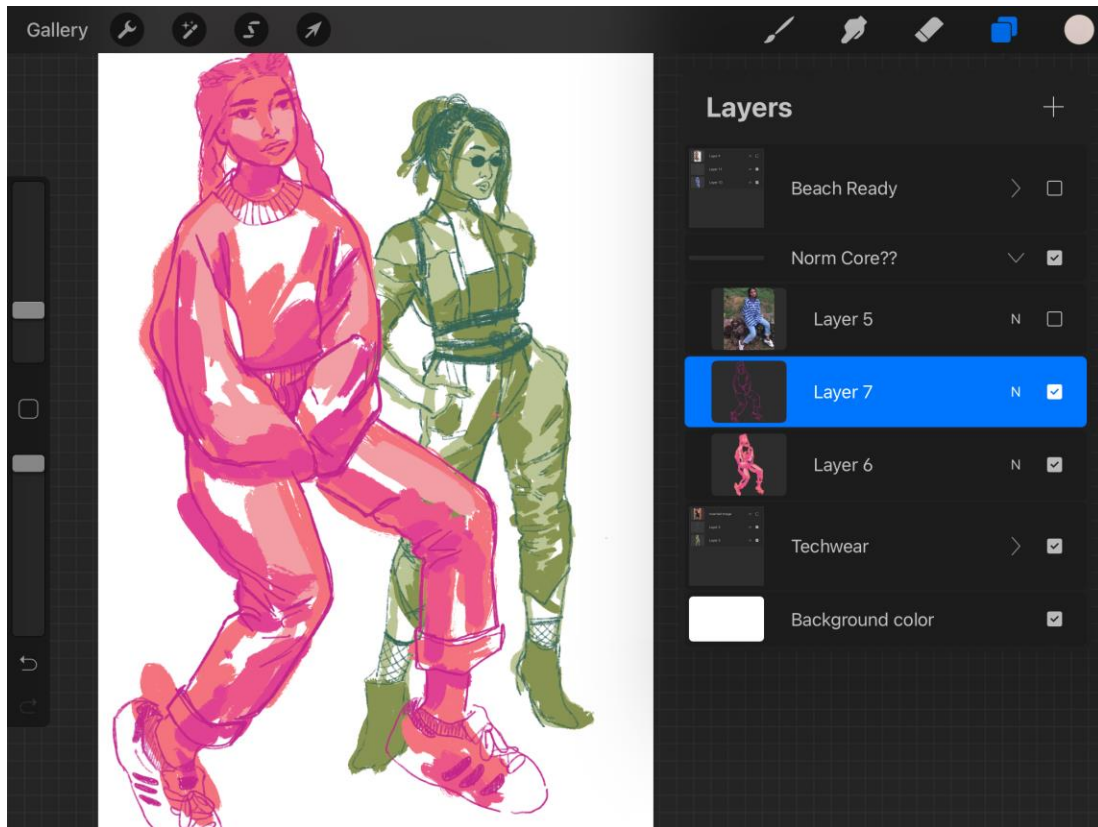 Gallery
Layers
Beach Ready
Norm Core??
Layer 5 N
Layer 7 N
Layer 6 N
Techwear
Background color